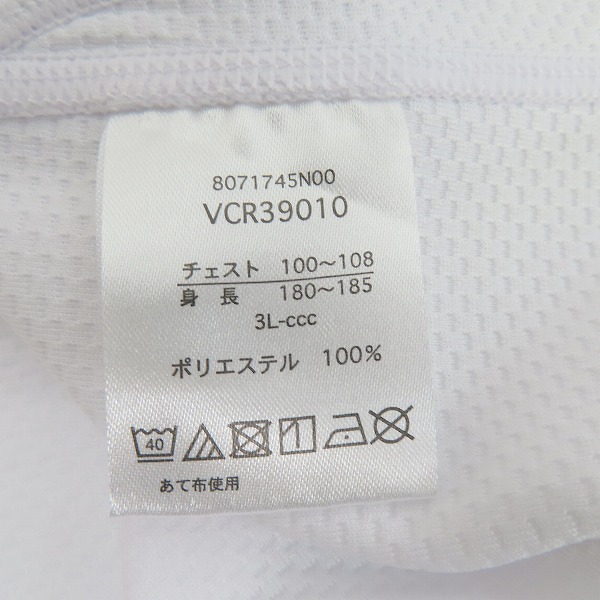 8071745N00
VCR39010
チェスト 100〜108
身 長 180〜185
3L-ccc
ポリエステル 100%
40
あて布使用